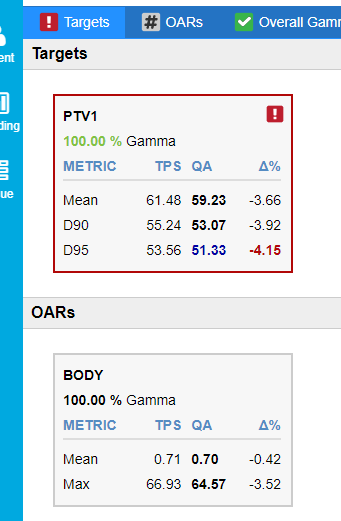 ! Targets # OARs Overall Gamm
Targets
ent
PTV1 !
ding
100.00 % Gamma
METRIC TPS QA Δ%
ue
Mean 61.48 59.23 -3.66
D90 55.24 53.07 -3.92
D95 53.56 51.33 -4.15
OARs
BODY
100.00 % Gamma
METRIC TPS QA Δ%
Mean 0.71 0.70 -0.42
Max 66.93 64.57 -3.52